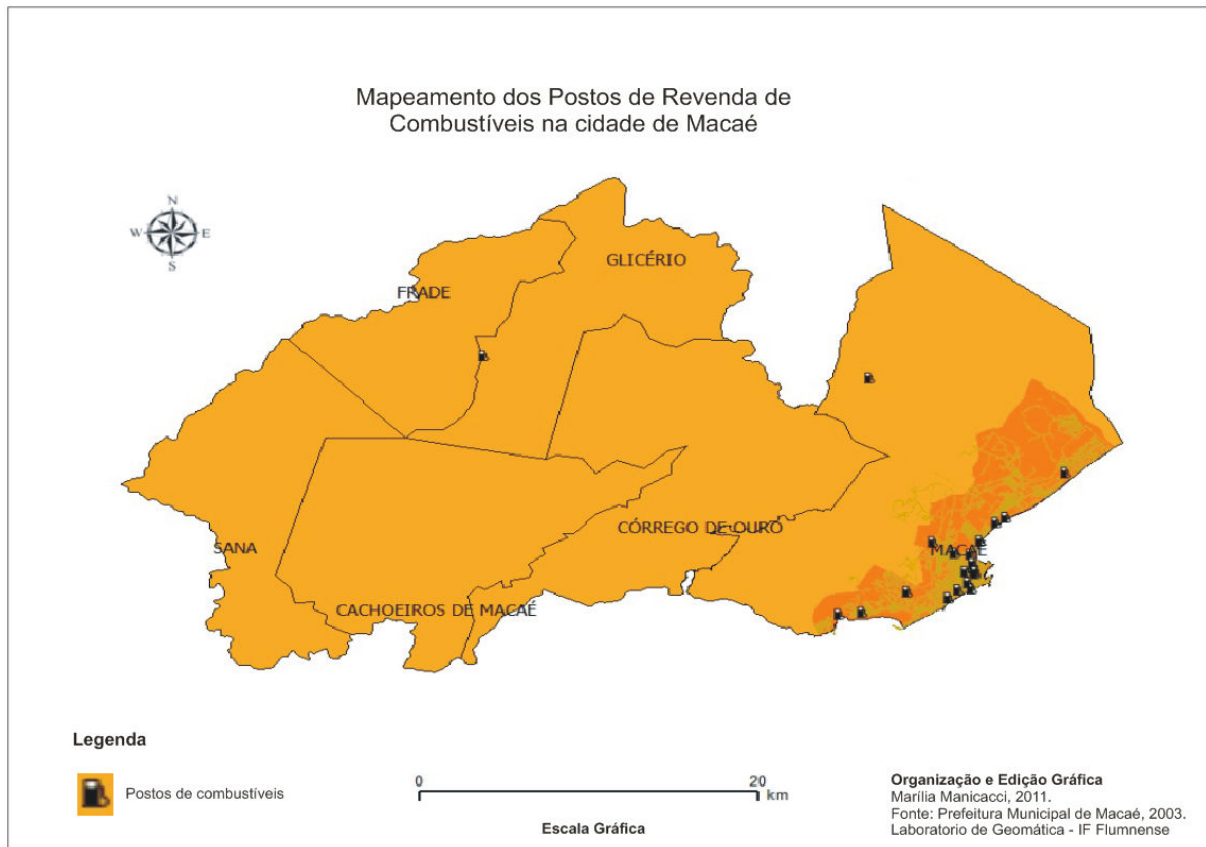 Mapeamento dos Postos de Revenda de
Combustíveis na cidade de Macaé
N
W E
S
GLICÉRIO
FRADE
CÓRREGO DE OURO
SANA
MACAÉ
CACHOEIROS DE MACAÉ
Legenda
Postos de combustíveis
0 20
km
Escala Gráfica
Organização e Edição Gráfica
Marília Manicacci, 2011.
Fonte: Prefeitura Municipal de Macaé, 2003.
Laboratorio de Geomática - IF Flumnense